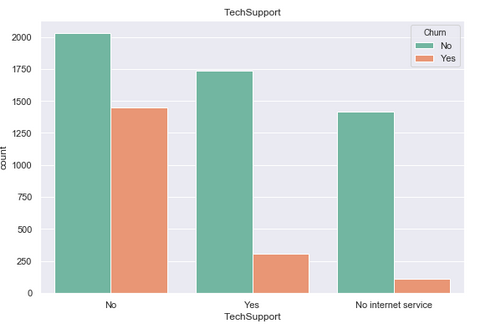 TechSupport
Churn
No
Yes
2000
1750
1500
1250
1000
750
500
250
0
count
No
Yes
No internet service
TechSupport